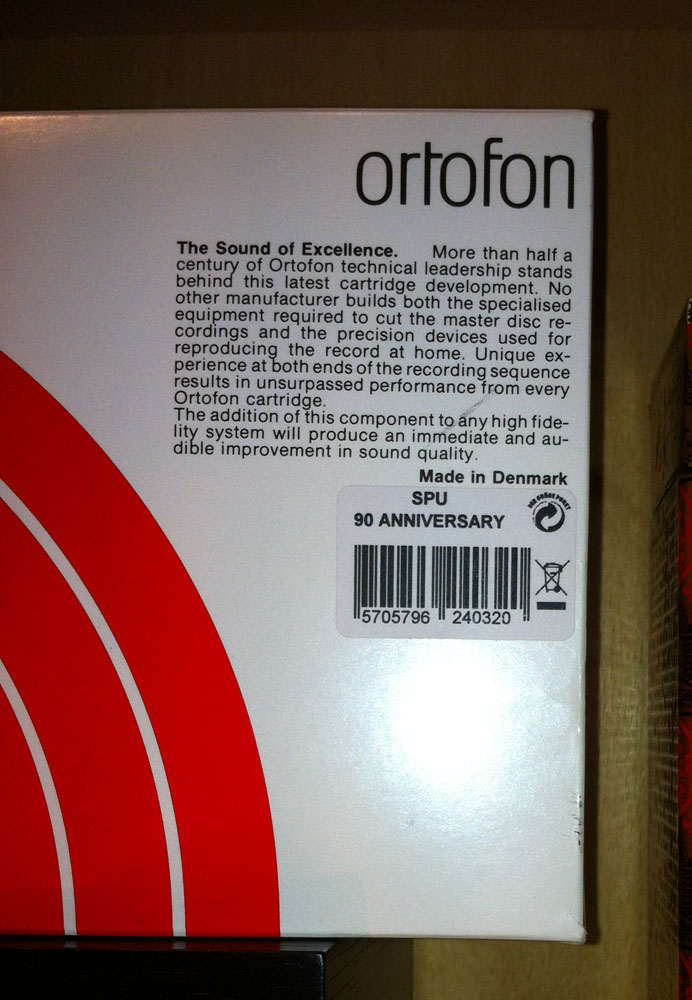 ortofon
The Sound of Excellence. More than half a
century of Ortofon technical leadership stands
behind this latest cartridge development. No
other manufacturer builds both the specialised
equipment required to cut the master disc re-
cordings and the precision devices used for
reproducing the record at home. Unique ex-
perience at both ends of the recording sequence
results in unsurpassed performance from every
Ortofon cartridge.
The addition of this component to any high fide-
lity system will produce an immediate and au-
dible improvement in sound quality.
Made in Denmark
SPU
90 ANNIVERSARY
5705796 240320